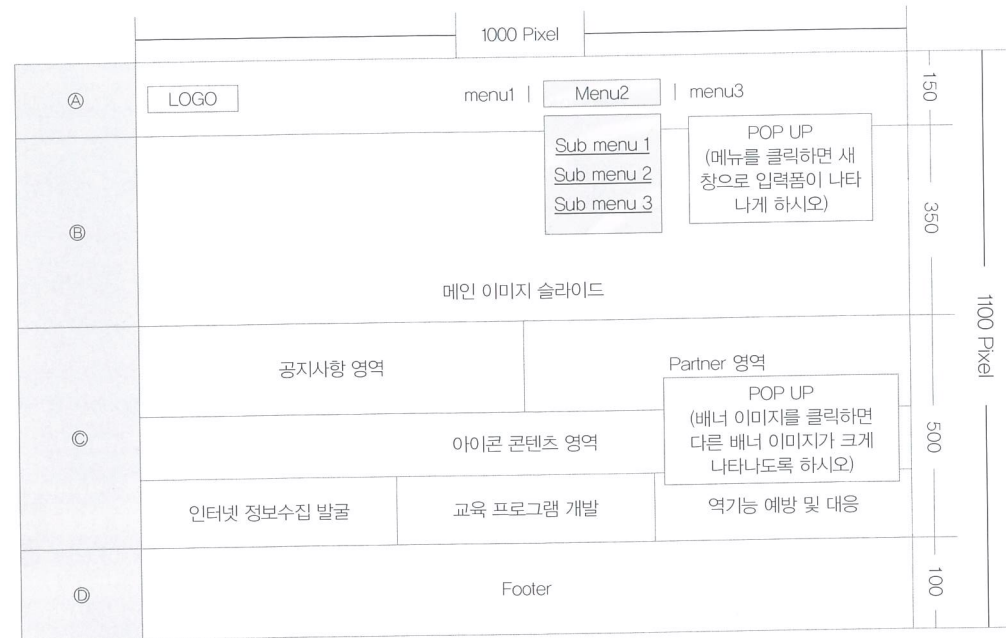 1000 Pixel
Ⓐ
LOGO
menu1 | Menu2 | menu3
150
Sub menu 1
Sub menu 2
Sub menu 3
POP UP
(메뉴를 클릭하면 새
창으로 입력폼이 나타
나게 하시오)
Ⓑ
350
메인 이미지 슬라이드
1100 Pixel
공지사항 영역
Partner 영역
POP UP
(배너 이미지를 클릭하면
다른 배너 이미지가 크게
나타나도록 하시오)
Ⓒ
아이콘 콘텐츠 영역
500
인터넷 정보수집 발굴
교육 프로그램 개발
역기능 예방 및 대응
Ⓓ
Footer
100